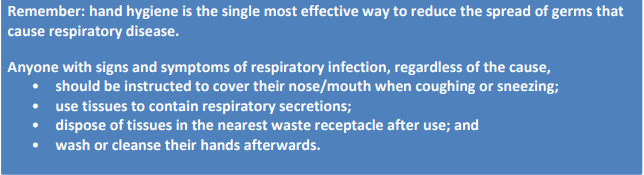 Remember: hand hygiene is the single most effective way to reduce the spread of germs that
cause respiratory disease.
Anyone with signs and symptoms of respiratory infection, regardless of the cause,
• should be instructed to cover their nose/mouth when coughing or sneezing;
• use tissues to contain respiratory secretions;
• dispose of tissues in the nearest waste receptacle after use; and
• wash or cleanse their hands afterwards.